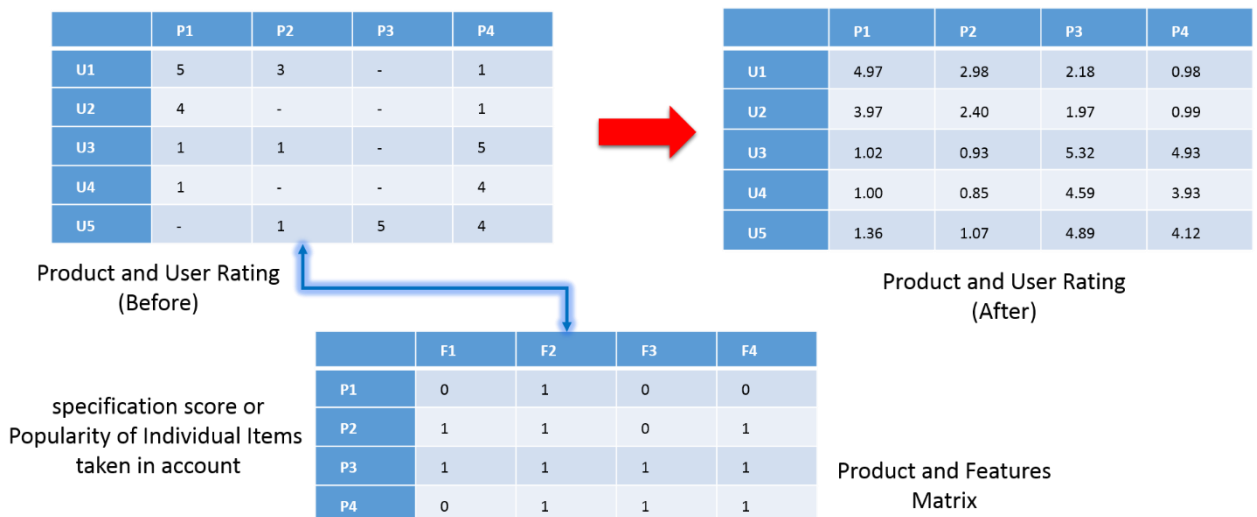 P1 P2 P3 P4
U1 5 3 - 1
U2 4 - - 1
U3 1 1 - 5
U4 1 - - 4
U5 - 1 5 4
Product and User Rating
(Before)
P1 P2 P3 P4
U1 4.97 2.98 2.18 0.98
U2 3.97 2.40 1.97 0.99
U3 1.02 0.93 5.32 4.93
U4 1.00 0.85 4.59 3.93
U5 1.36 1.07 4.89 4.12
Product and User Rating
(After)
specification score or
Popularity of Individual Items
taken in account
F1 F2 F3 F4
P1 0 1 0 0
P2 1 1 0 1
P3 1 1 1 1
P4 0 1 1 1
Product and Features
Matrix